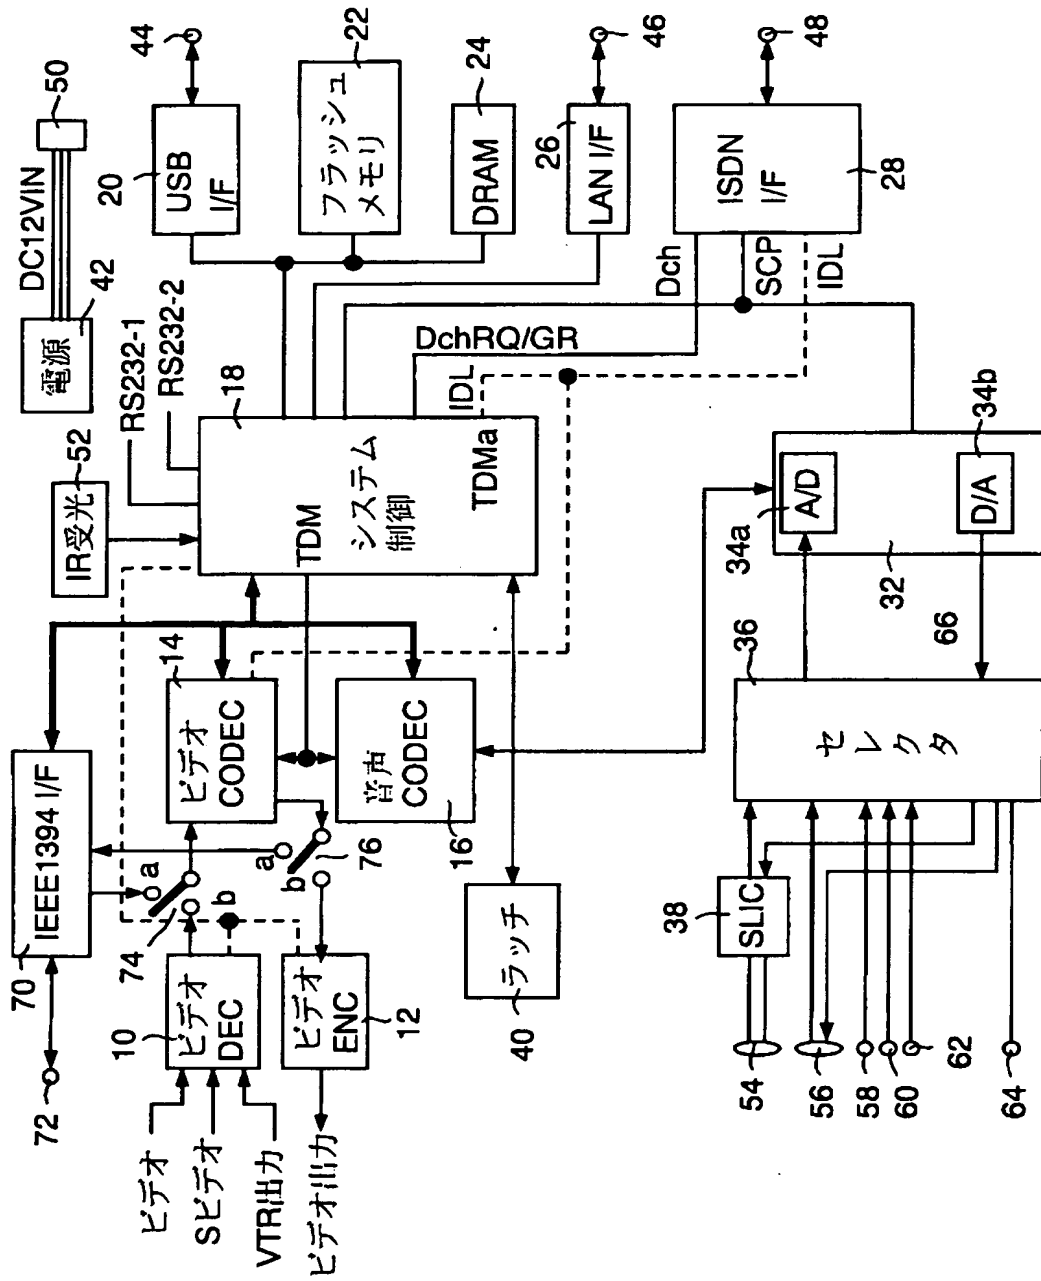 72
70
IEEE1394 I/F
ビデオ
Sビデオ
VTR出力
ビデオ出力
10
ビデオ
DEC
ビデオ
ENC
12
74
a
b
a
b
76
14
ビデオ
CODEC
音声
CODEC
16
ラッチ
40
IR受光
52
RS232-1
RS232-2
電源
42
DC12VIN
50
18
TDM
システム
制御
TDMa
IDL
DchRQ/GR
20
USB
I/F
44
フラッシュ
メモリ
22
DRAM
24
26
LAN I/F
46
ISDN
I/F
28
48
Dch
SCP
IDL
34a
A/D
34b
D/A
32
66
36
セレクタ
38
SLIC
54
56
58
60
62
64